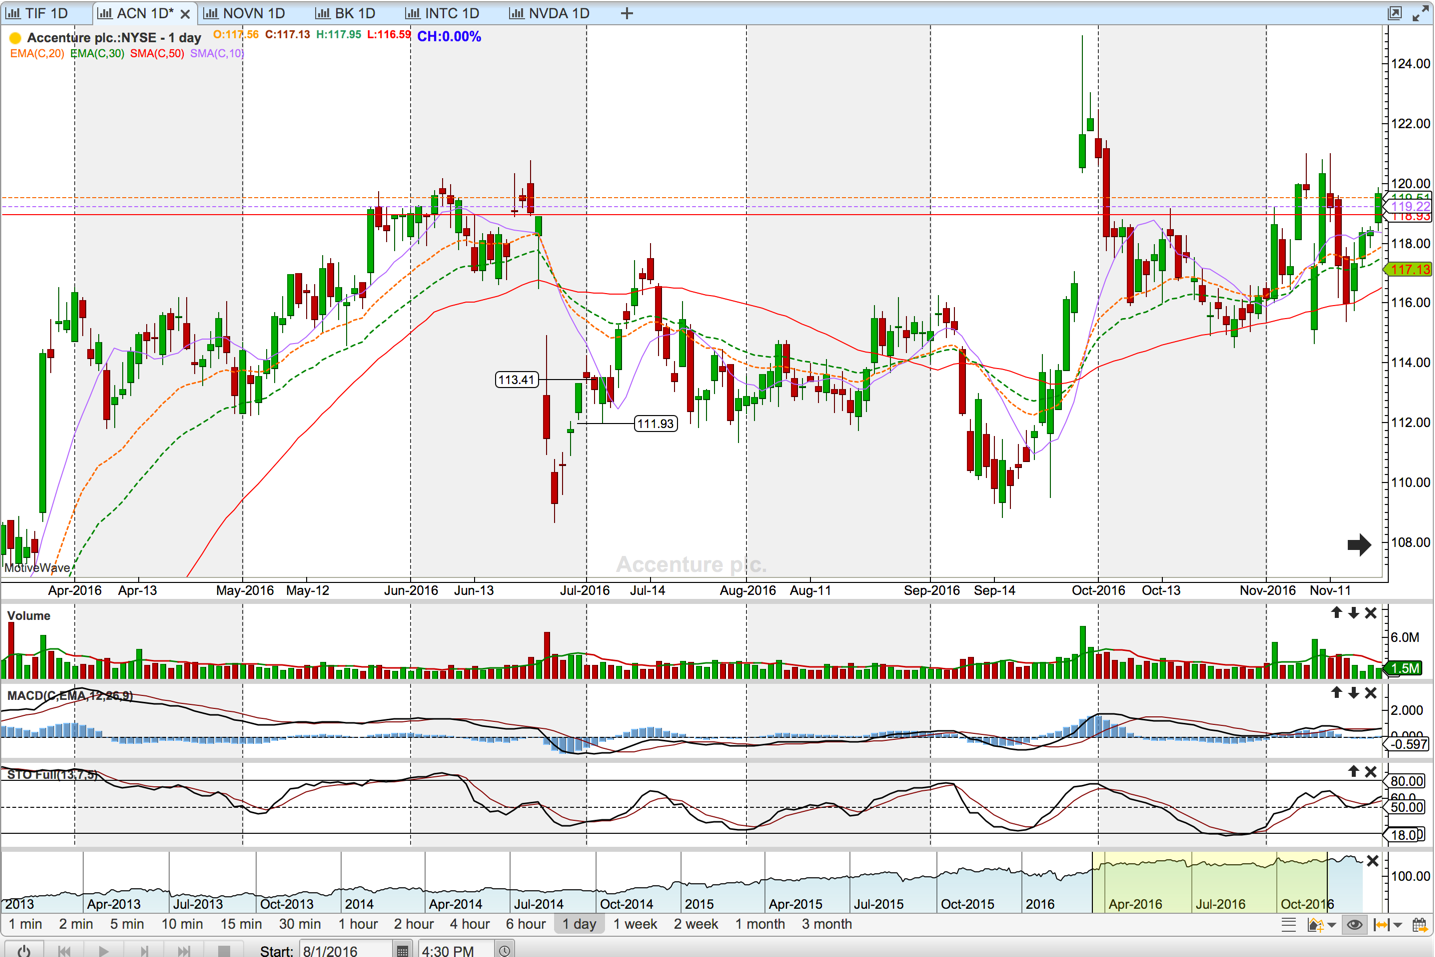 TIF 1D ACN 1D* NOVN 1D BK 1D INTC 1D NVDA 1D +
Accenture plc.:NYSE - 1 day O:117.56 C:117.13 H:117.95 L:116.59 CH:0.00%
EMA(C,20) EMA(C,30) SMA(C,50) SMA(C,10)
124.00
122.00
120.00
119.22
118.93
118.00
117.13
116.00
114.00
113.41
112.00
111.93
110.00
108.00
Accenture plc.
MotiveWave
Apr-2016 Apr-13 May-2016 May-12 Jun-2016 Jun-13 Jul-2016 Jul-14 Aug-2016 Aug-11 Sep-2016 Sep-14 Oct-2016 Oct-13 Nov-2016 Nov-11
Volume
6.0M
1.5M
MACD(C,EMA,12,26,9)
2.000
0.000
-0.597
STO Full(13,7,5)
80.00
50.00
18.00
100.00
2013 Apr-2013 Jul-2013 Oct-2013 2014 Apr-2014 Jul-2014 Oct-2014 2015 Apr-2015 Jul-2015 Oct-2015 2016 Apr-2016 Jul-2016 Oct-2016
1 min 2 min 5 min 10 min 15 min 30 min 1 hour 2 hour 4 hour 6 hour 1 day 1 week 2 week 1 month 3 month
Start: 8/1/2016 4:30 PM